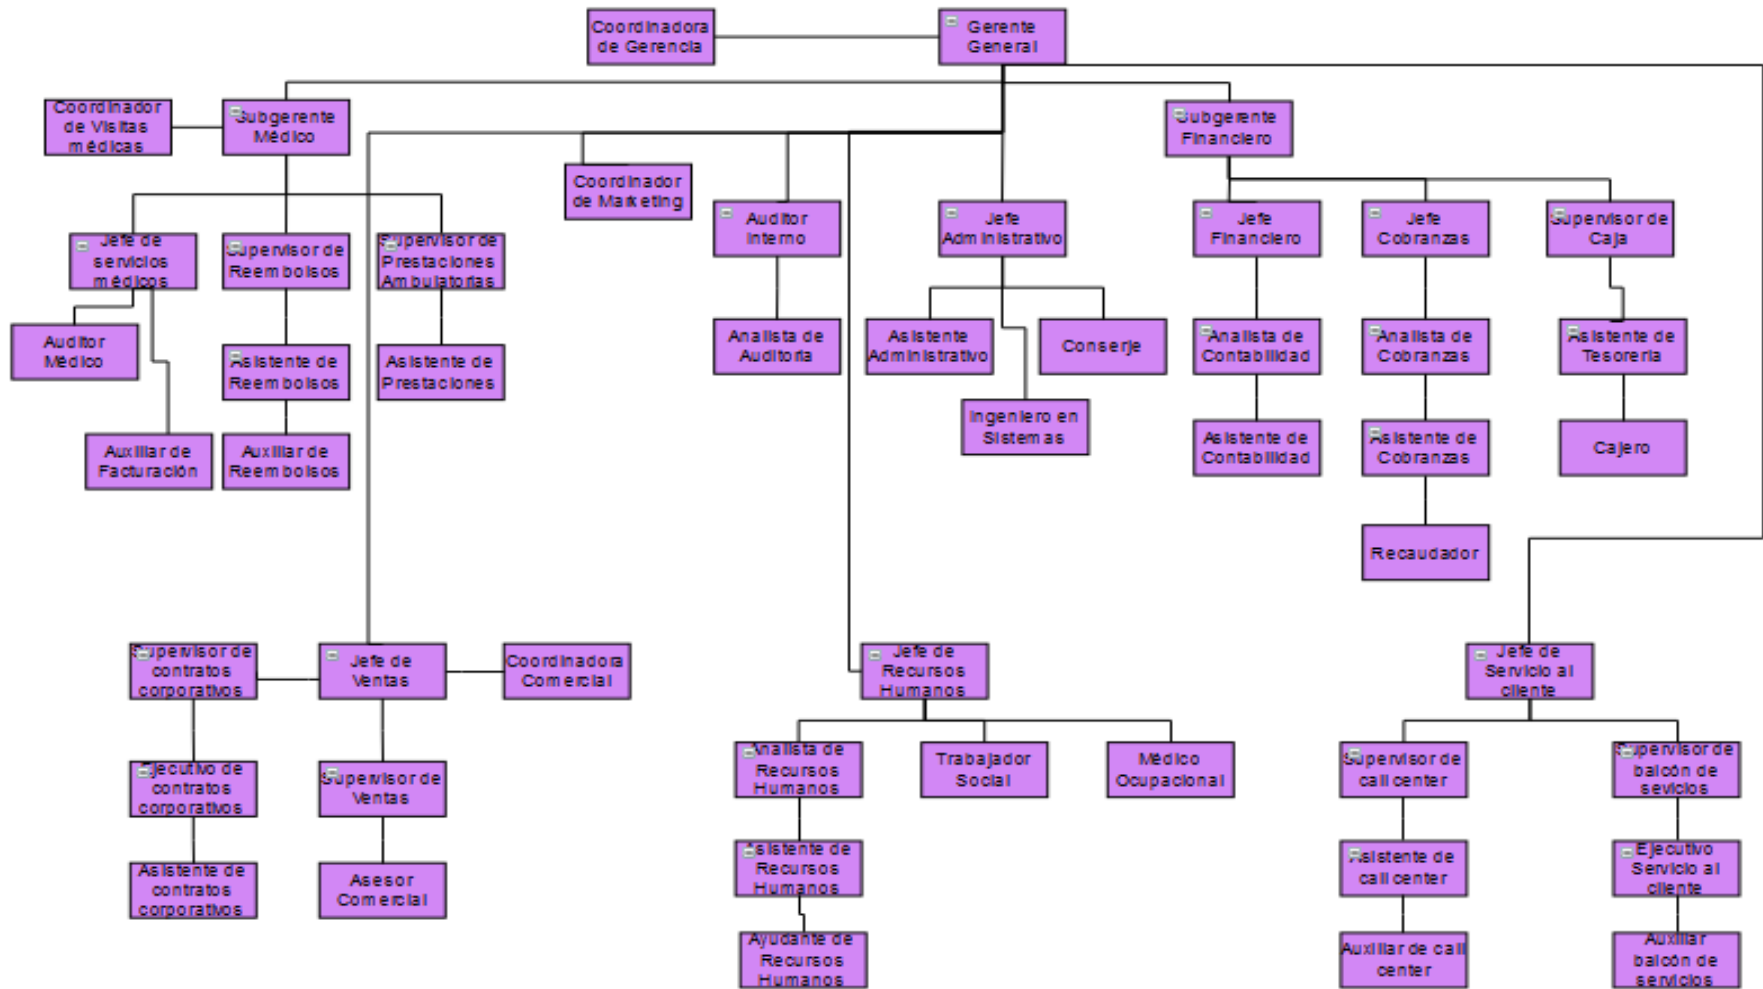 Coordinadora
de Gerencia
Gerente
General
Coordinador
de Visitas
médicas
Subgerente
Médico
Subgerente
Financiero
Coordinador
de Marketing
Auditor
Interno
Jefe
Administrativo
Jefe
Financiero
Jefe
Cobranzas
Supervisor de
Caja
Jefe de
servicios
médicos
Supervisor de
Reembolsos
Supervisor de
Prestaciones
Ambulatorias
Auditor
Médico
Asistente de
Reembolsos
Asistente de
Prestaciones
Analista de
Auditoría
Asistente
Administrativo
Conserje
Analista de
Contabilidad
Analista de
Cobranzas
Asistente de
Tesorería
Ingeniero en
Sistemas
Auxiliar de
Facturación
Auxiliar de
Reembolsos
Asistente de
Contabilidad
Asistente de
Cobranzas
Cajero
Recaudador
Supervisor de
contratos
corporativos
Jefe de
Ventas
Coordinadora
Comercial
Jefe de
Recursos
Humanos
Jefe de
Servicio al
cliente
Ejecutivo de
contratos
corporativos
Supervisor de
Ventas
Analista de
Recursos
Humanos
Trabajador
Social
Médico
Ocupacional
Supervisor de
call center
Supervisor de
balcón de
sevicios
Asistente de
contratos
corporativos
Asesor
Comercial
Asistente de
Recursos
Humanos
Asistente de
call center
Ejecutivo
Servicio al
cliente
Ayudante de
Recursos
Humanos
Auxiliar de call
center
Auxiliar
balcón de
servicios